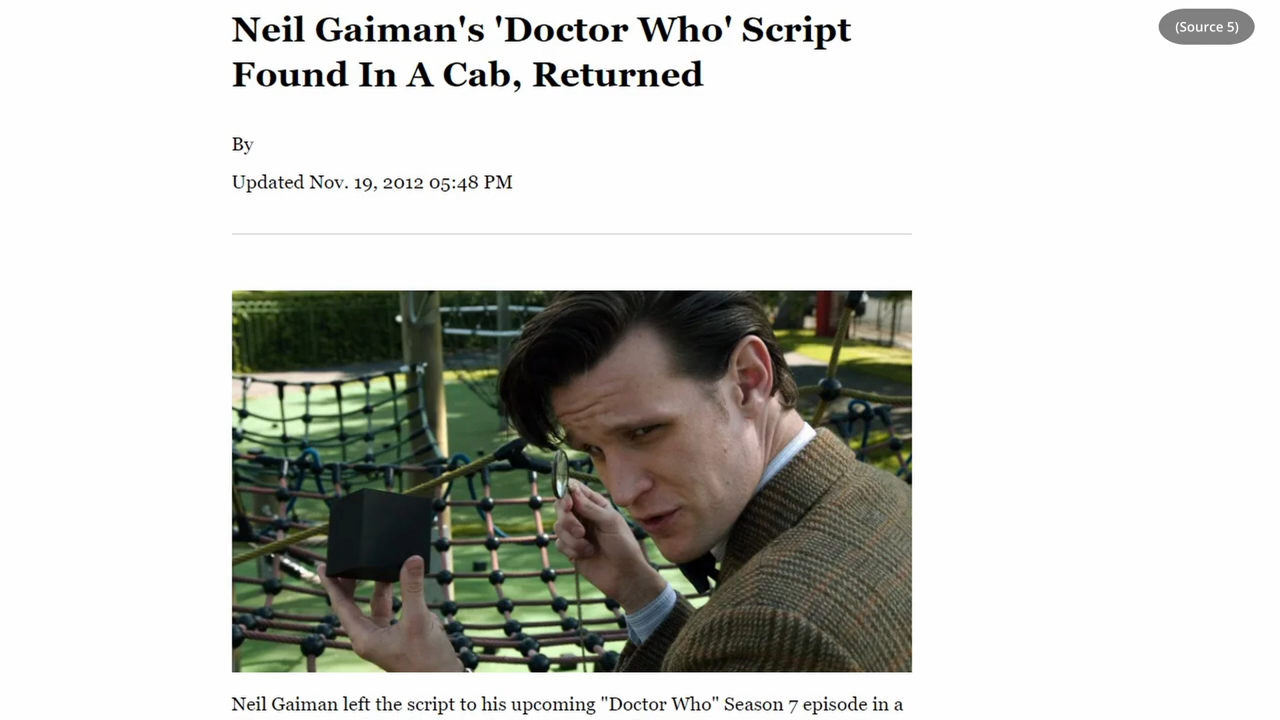 Neil Gaiman's 'Doctor Who' Script
Found In A Cab, Returned
(Source 5)
By
Updated Nov. 19, 2012 05:48 PM
Neil Gaiman left the script to his upcoming "Doctor Who" Season 7 episode in a